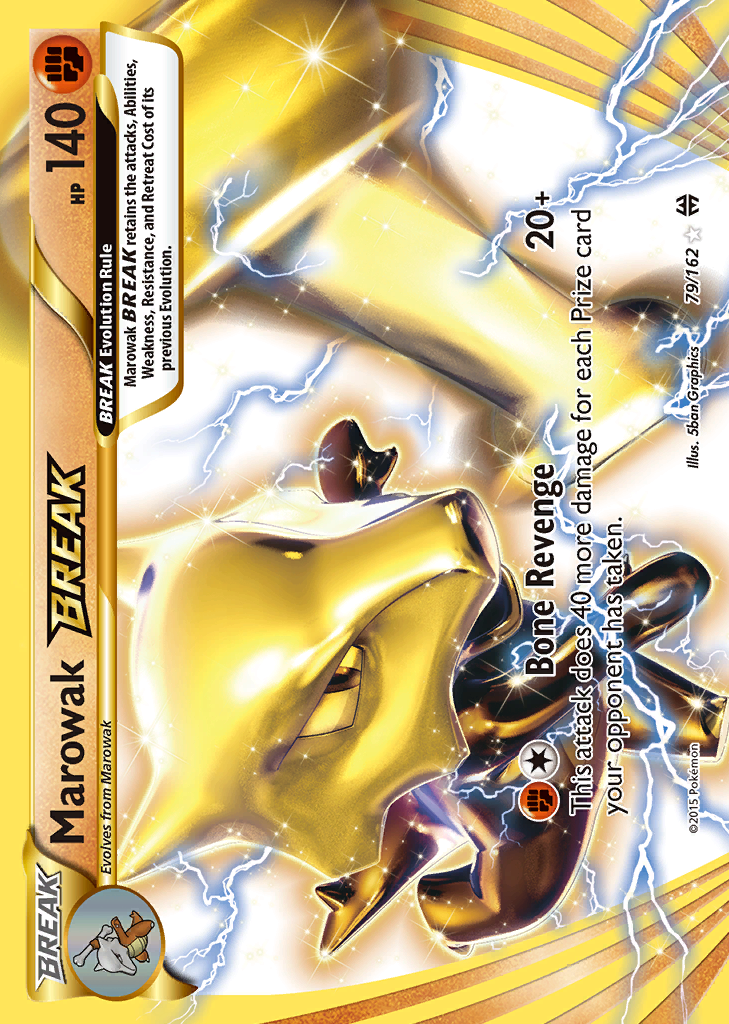 BREAK
Marowak BREAK
HP 140
Evolves from Marowak
BREAK Evolution Rule
Marowak BREAK retains the attacks, Abilities,
Weakness, Resistance, and Retreat Cost of its
previous Evolution.
Bone Revenge 20+
This attack does 40 more damage for each Prize card
your opponent has taken.
©2015 Pokémon
Illus. 5ban Graphics
79/162